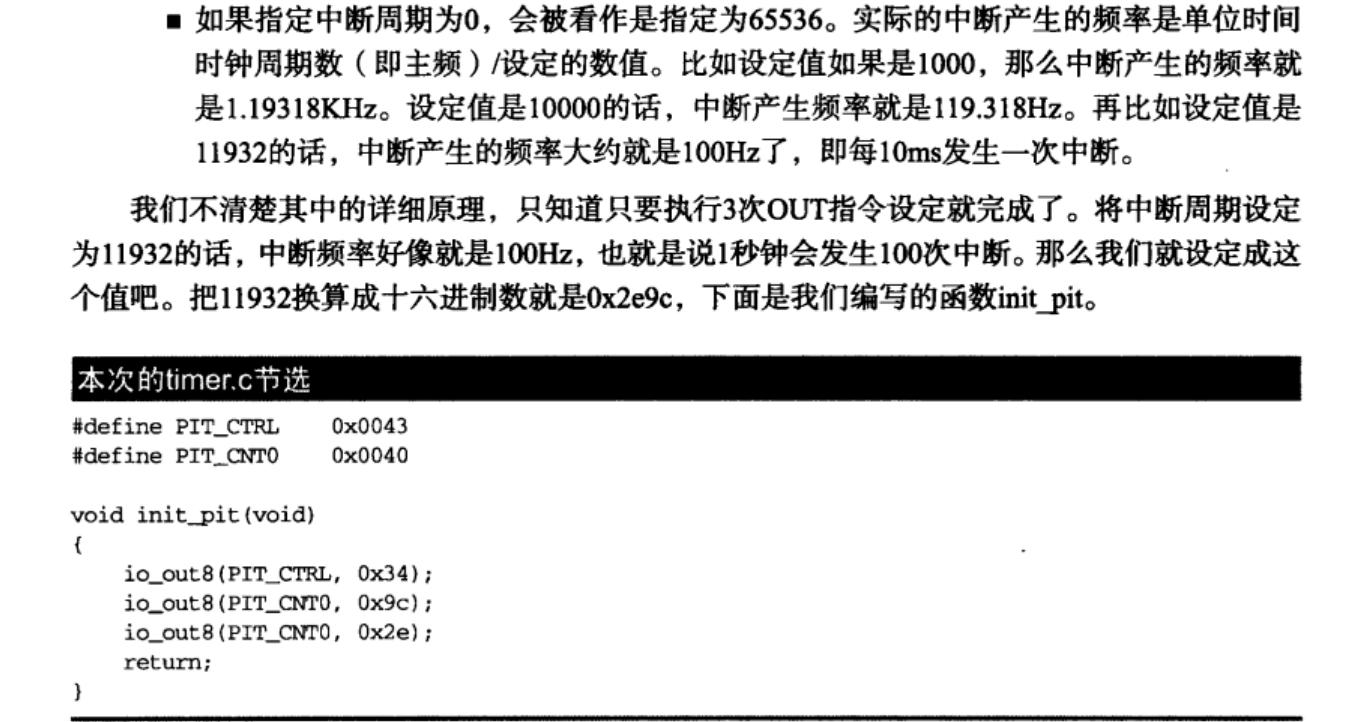 ■ 如果指定中断周期为0，会被看作是指定为65536。实际的中断产生的频率是单位时间
时钟周期数（即主频）/设定的数值。比如设定值如果是1000，那么中断产生的频率就
是1.19318KHz。设定值是10000的话，中断产生频率就是119.318Hz。再比如设定值是
11932的话，中断产生的频率大约就是100Hz了，即每10ms发生一次中断。
我们不清楚其中的详细原理，只知道只要执行3次OUT指令设定就完成了。将中断周期设定
为11932的话，中断频率好像就是100Hz，也就是说1秒钟会发生100次中断。那么我们就设定成这
个值吧。把11932换算成十六进制数就是0x2e9c，下面是我们编写的函数init_pit。
本次的timer.c节选
#define PIT_CTRL    0x0043
#define PIT_CNT0    0x0040
void init_pit(void)
{
    io_out8(PIT_CTRL, 0x34);
    io_out8(PIT_CNT0, 0x9c);
    io_out8(PIT_CNT0, 0x2e);
    return;
}